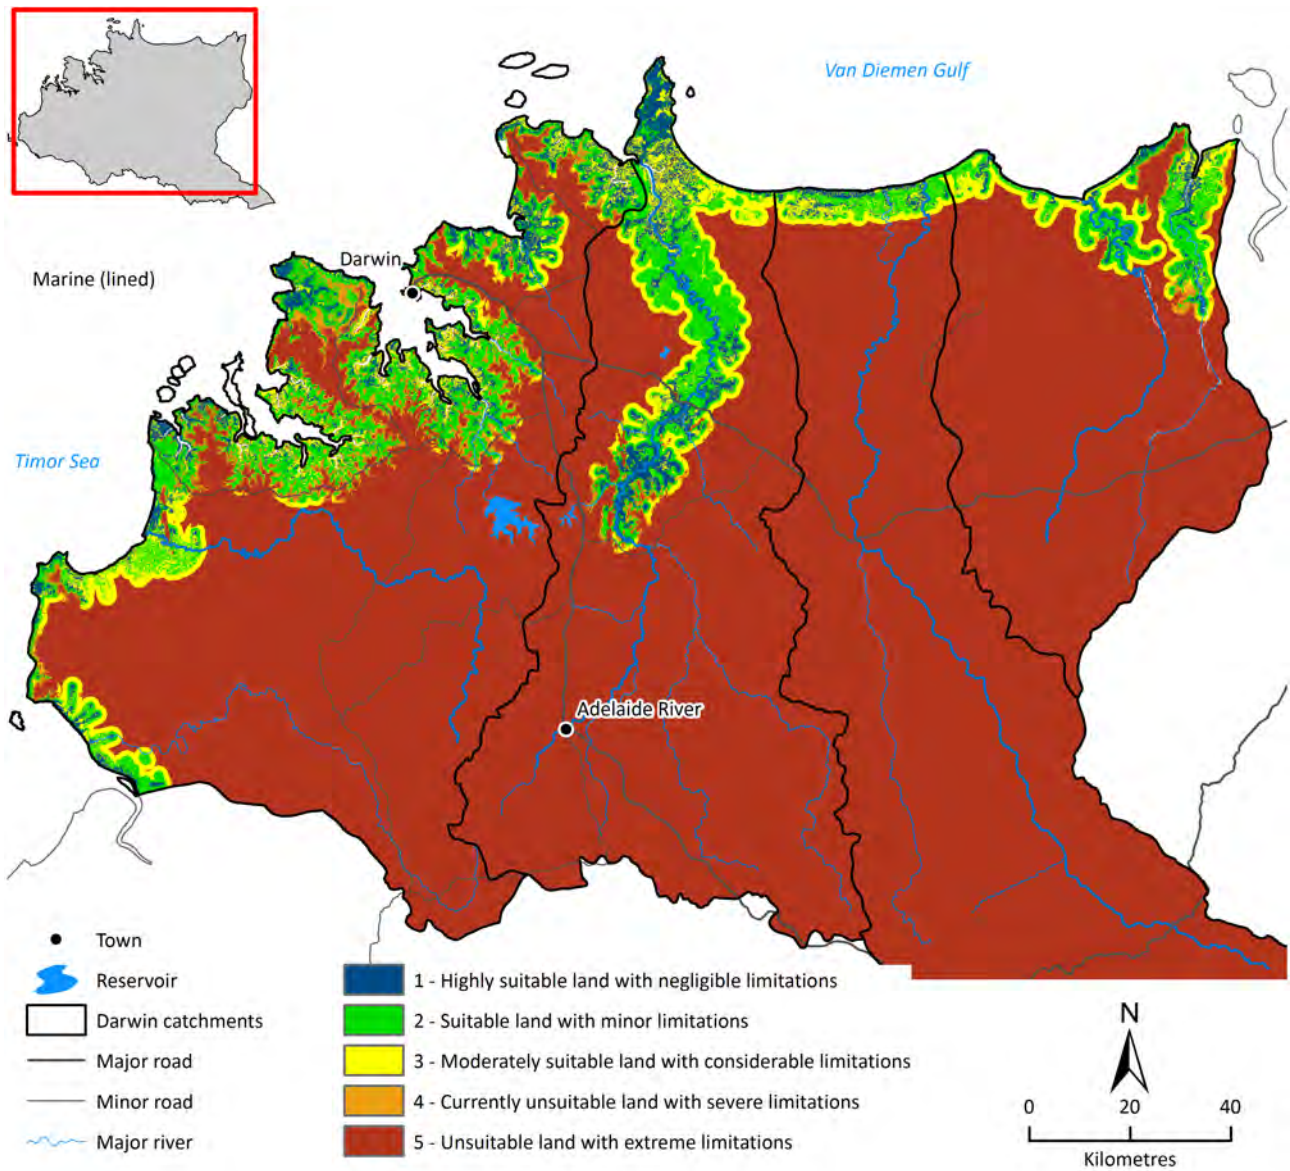 Van Diemen Gulf
Darwin
Marine (lined)
Timor Sea
Adelaide River
Town
Reservoir
Darwin catchments
Major road
Minor road
Major river
1 - Highly suitable land with negligible limitations
2 - Suitable land with minor limitations
3 - Moderately suitable land with considerable limitations
4 - Currently unsuitable land with severe limitations
5 - Unsuitable land with extreme limitations
N
0 20 40
Kilometres